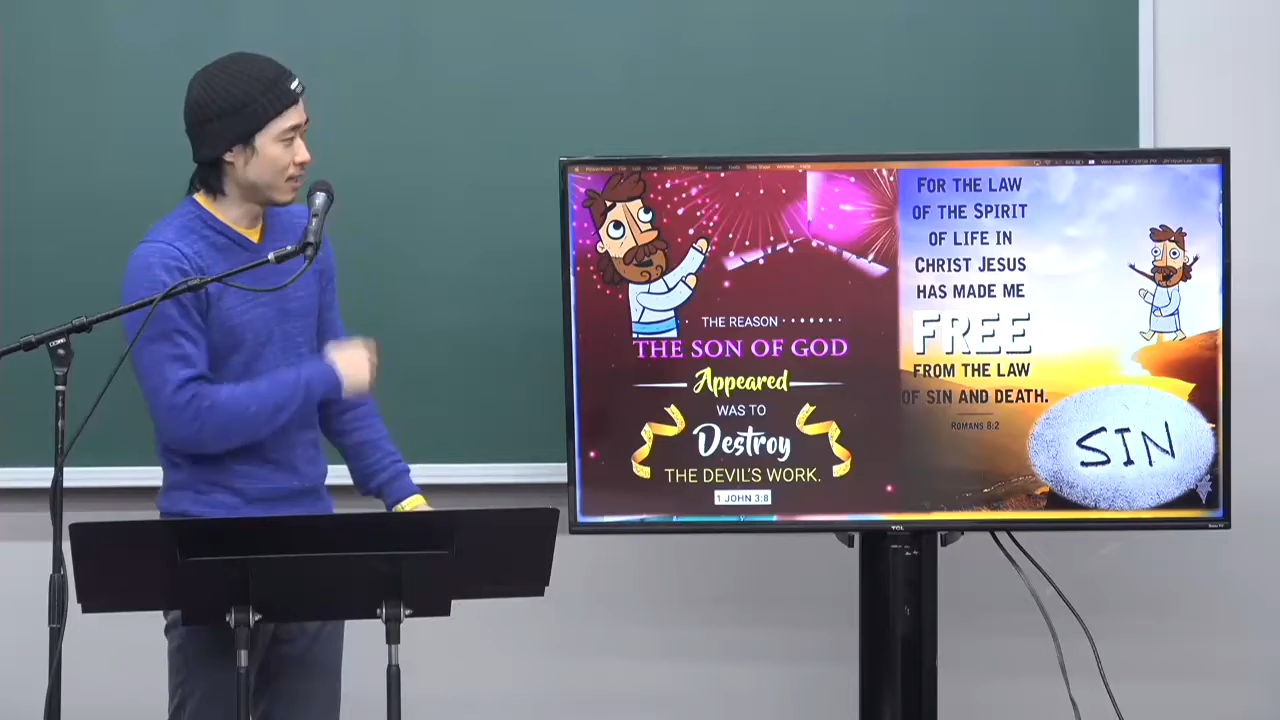 THE REASON
THE SON OF GOD
Appeared
WAS TO
Destroy
THE DEVIL'S WORK.
1 JOHN 3:8
FOR THE LAW
OF THE SPIRIT
OF LIFE IN
CHRIST JESUS
HAS MADE ME
FREE
FROM THE LAW
OF SIN AND DEATH.
ROMANS 8:2
SIN
TCL